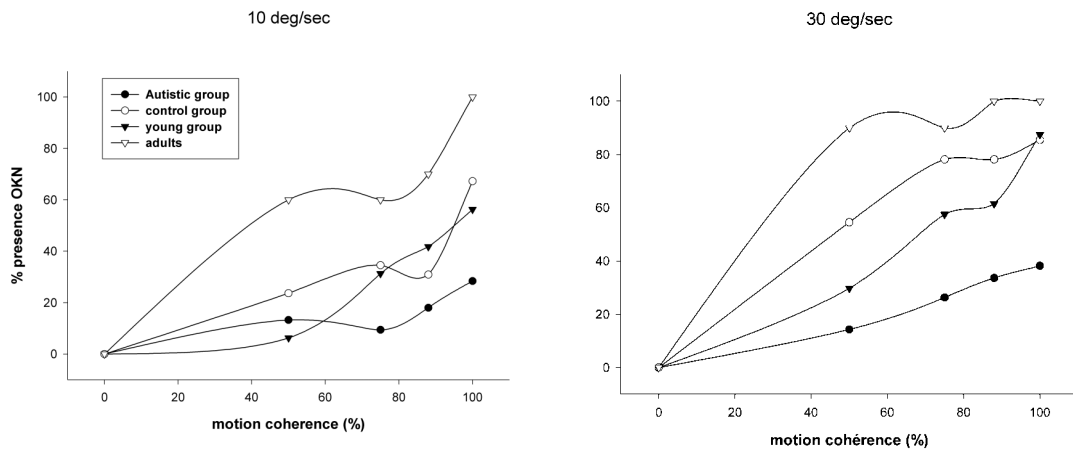 10 deg/sec
Autistic group
control group
young group
adults
100
80
60
40
20
0
% presence OKN
0 20 40 60 80 100
motion coherence (%)
30 deg/sec
100
80
60
40
20
0
0 20 40 60 80 100
motion cohérence (%)